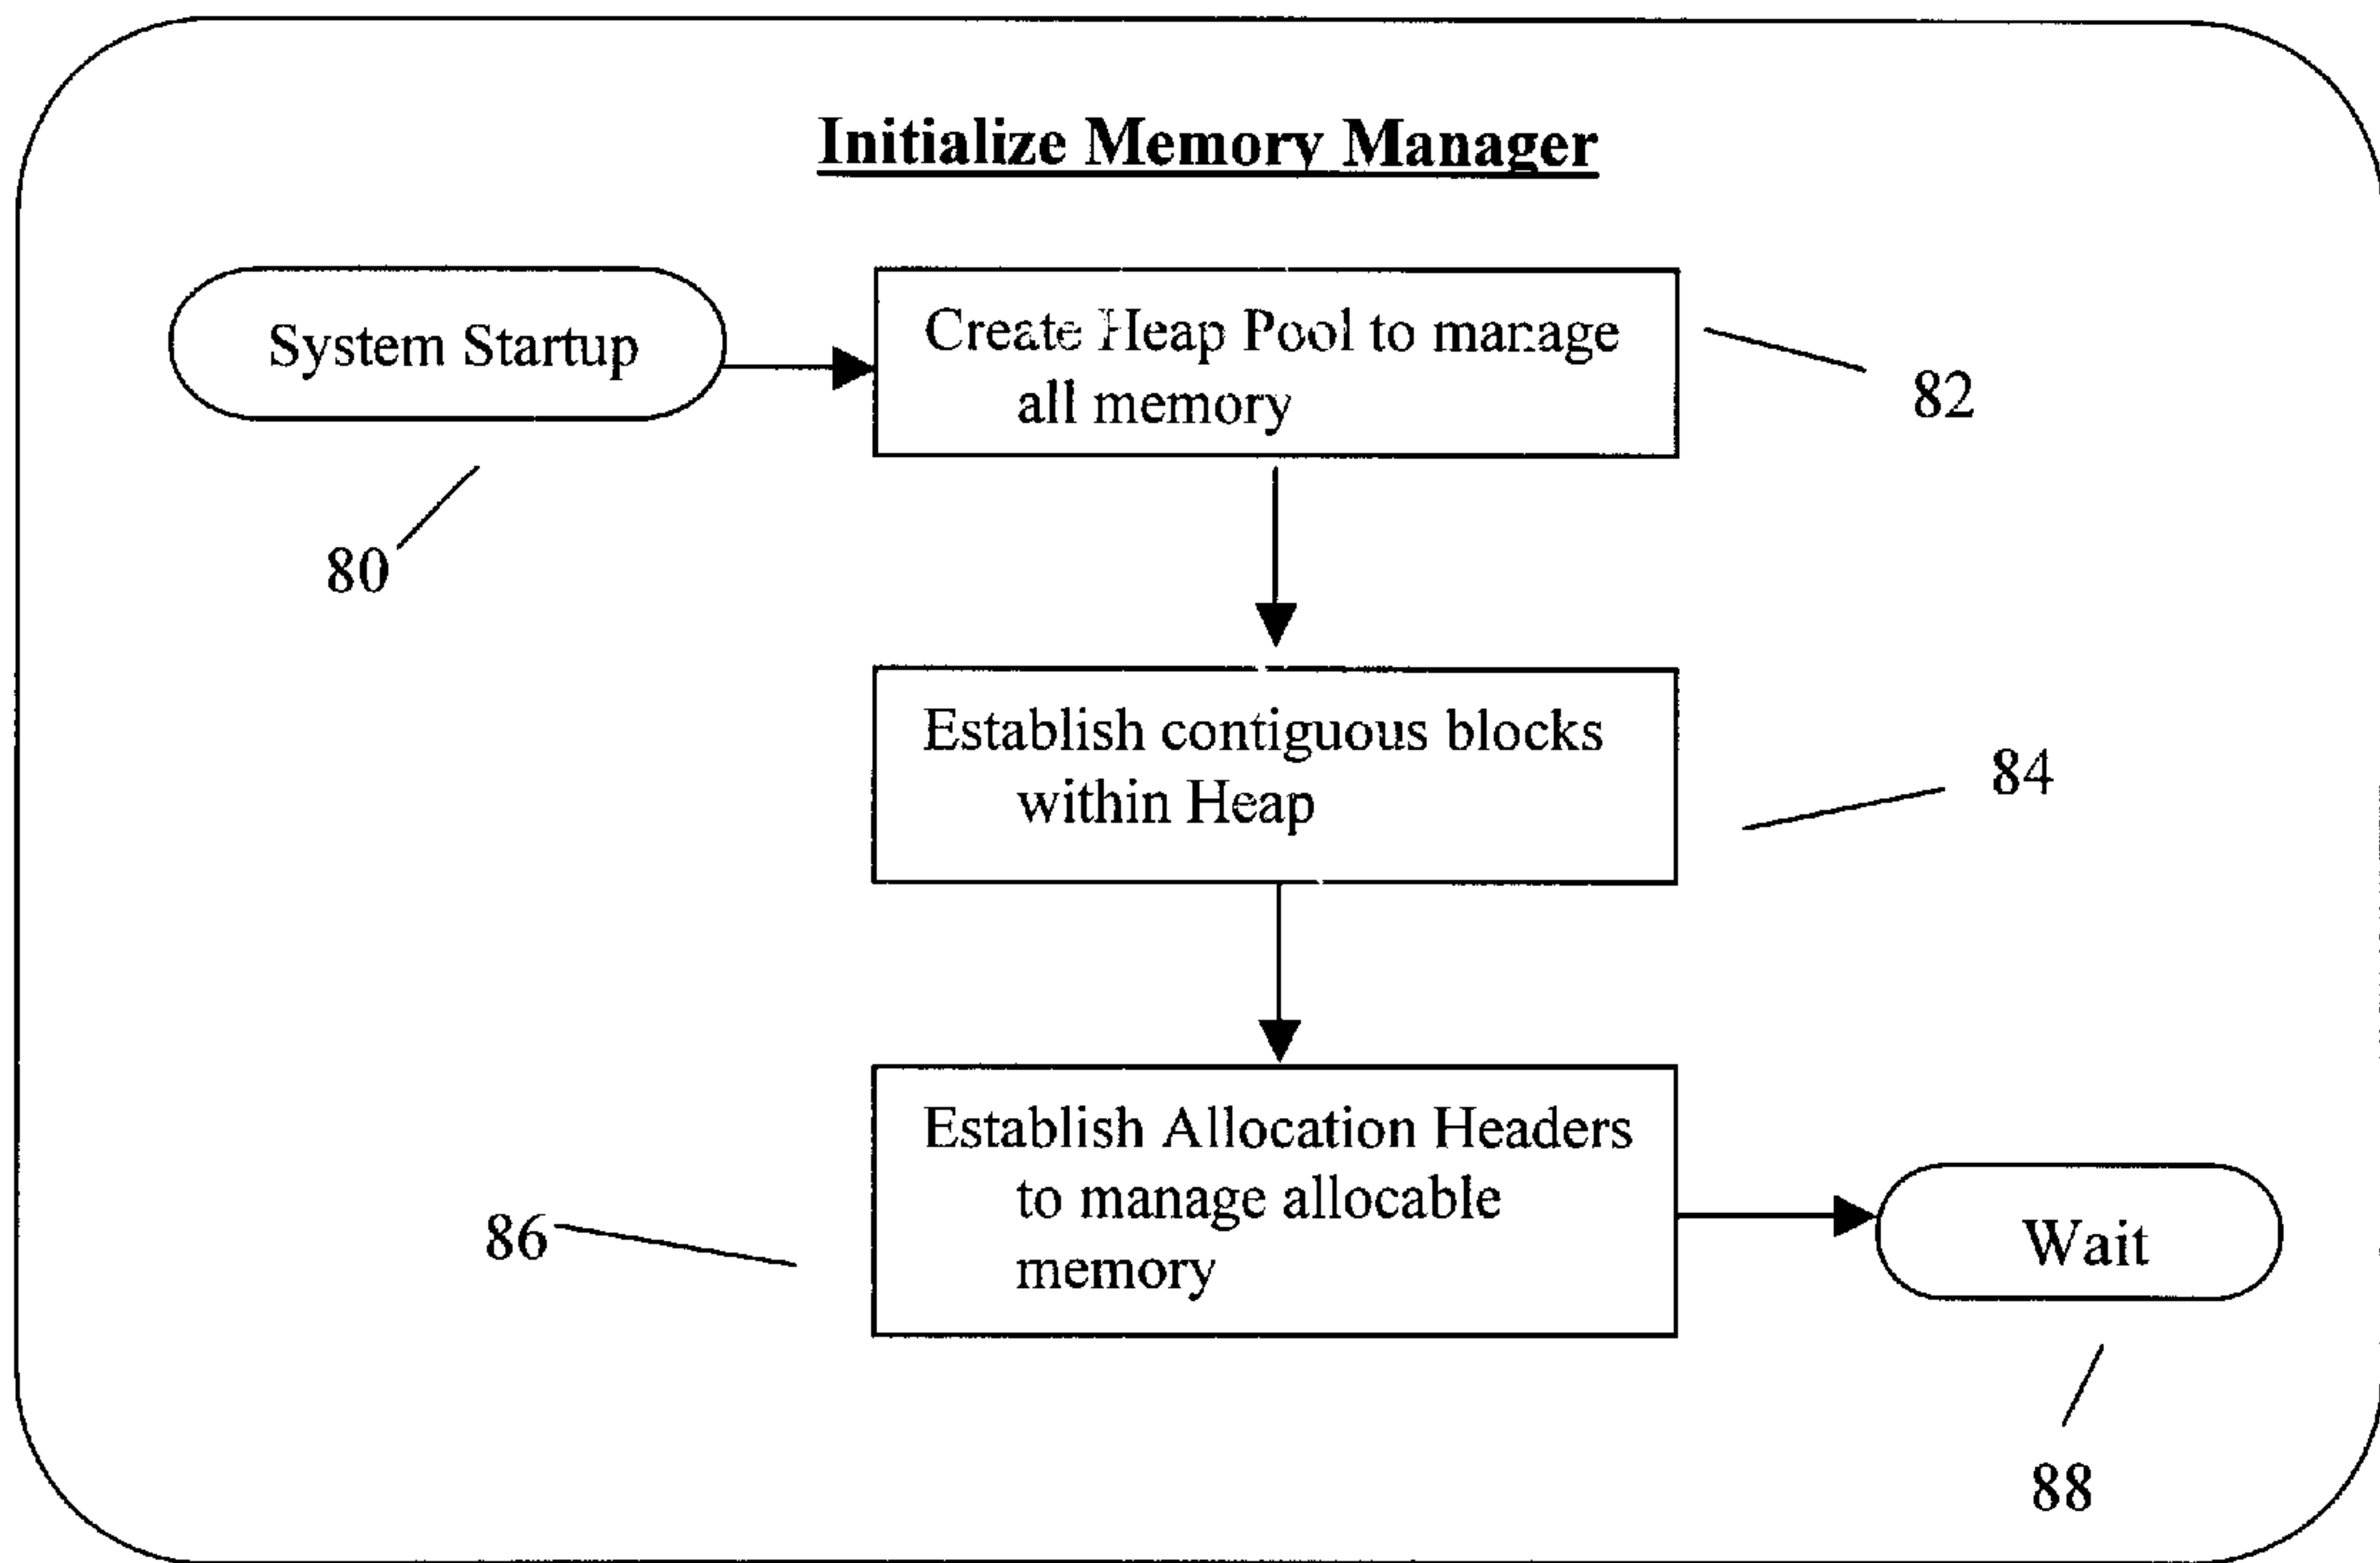 Initialize Memory Manager
System Startup
Create Heap Pool to manage
all memory
82
80
Establish contiguous blocks
within Heap
84
Establish Allocation Headers
to manage allocable
memory
86
Wait
88